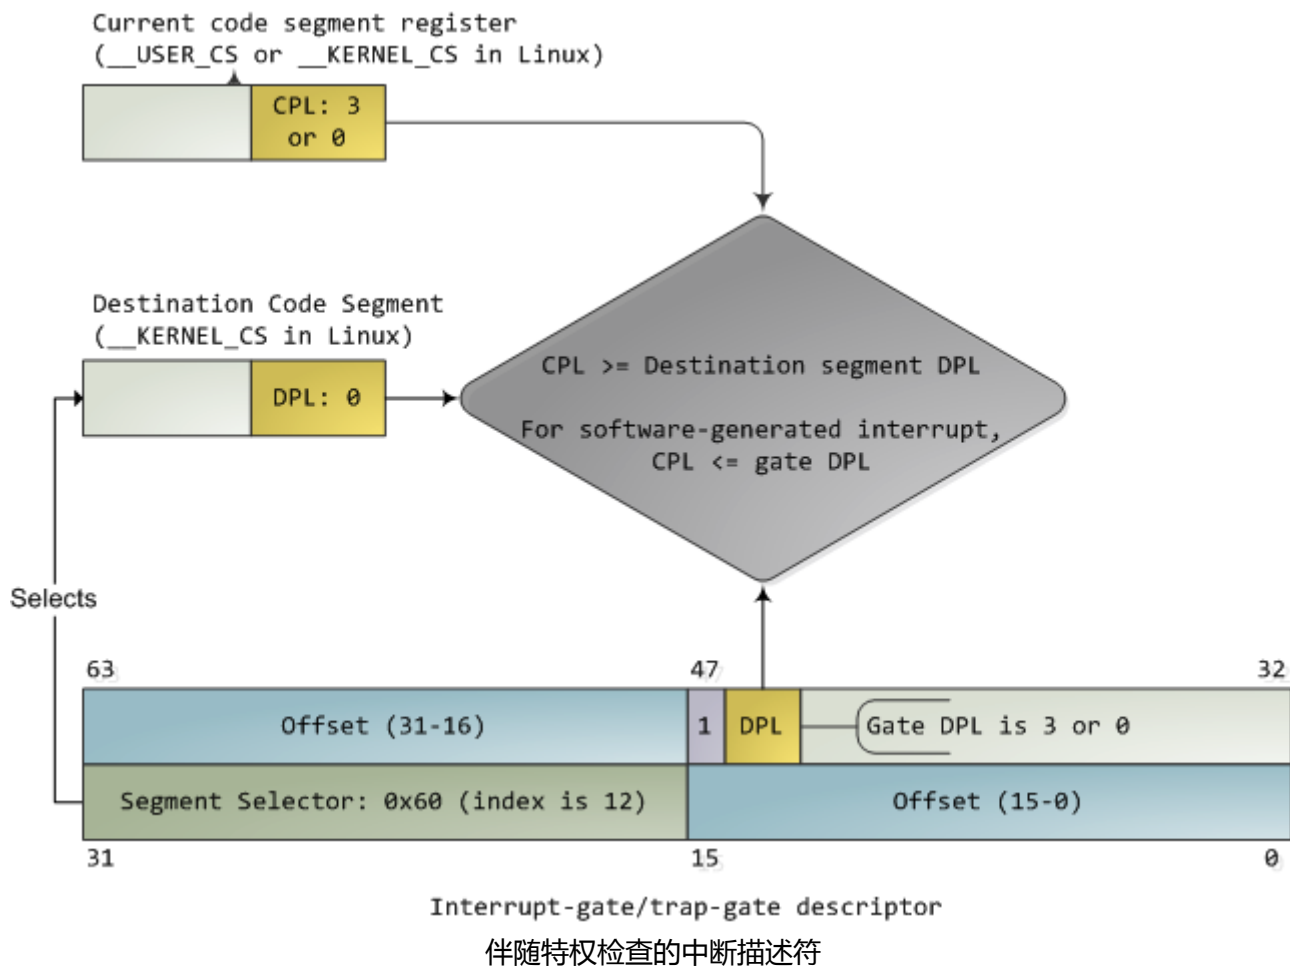 Current code segment register
(__USER_CS or __KERNEL_CS in Linux)
CPL: 3
or 0
Destination Code Segment
(__KERNEL_CS in Linux)
DPL: 0
CPL >= Destination segment DPL
For software-generated interrupt,
CPL <= gate DPL
Selects
63
47
32
Offset (31-16)
1
DPL
Gate DPL is 3 or 0
Segment Selector: 0x60 (index is 12)
Offset (15-0)
31
15
0
Interrupt-gate/trap-gate descriptor
伴随特权检查的中断描述符